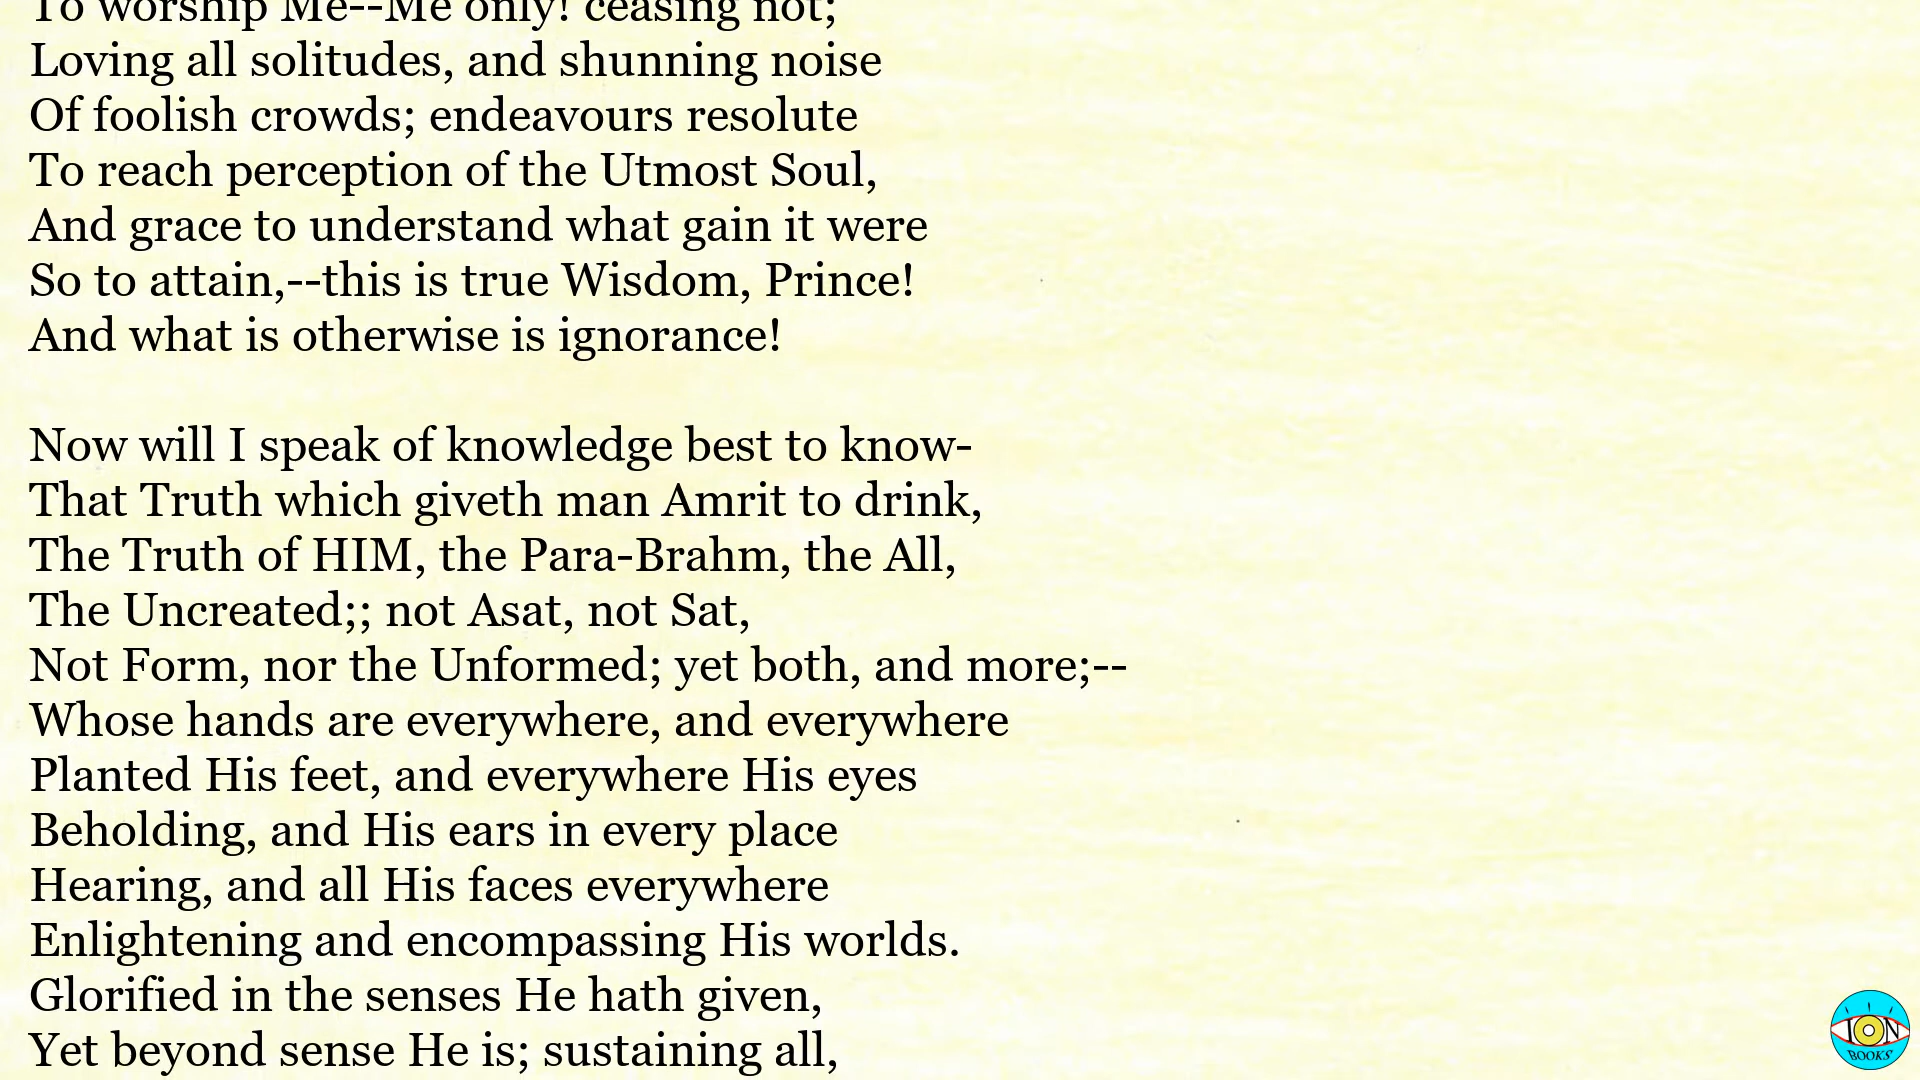 To worship Me--Me only! ceasing not;
Loving all solitudes, and shunning noise
Of foolish crowds; endeavours resolute
To reach perception of the Utmost Soul,
And grace to understand what gain it were
So to attain,--this is true Wisdom, Prince!
And what is otherwise is ignorance!
Now will I speak of knowledge best to know-
That Truth which giveth man Amrit to drink,
The Truth of HIM, the Para-Brahm, the All,
The Uncreated;; not Asat, not Sat,
Not Form, nor the Unformed; yet both, and more;--
Whose hands are everywhere, and everywhere
Planted His feet, and everywhere His eyes
Beholding, and His ears in every place
Hearing, and all His faces everywhere
Enlightening and encompassing His worlds.
Glorified in the senses He hath given,
Yet beyond sense He is; sustaining all,
ION
BOOKS